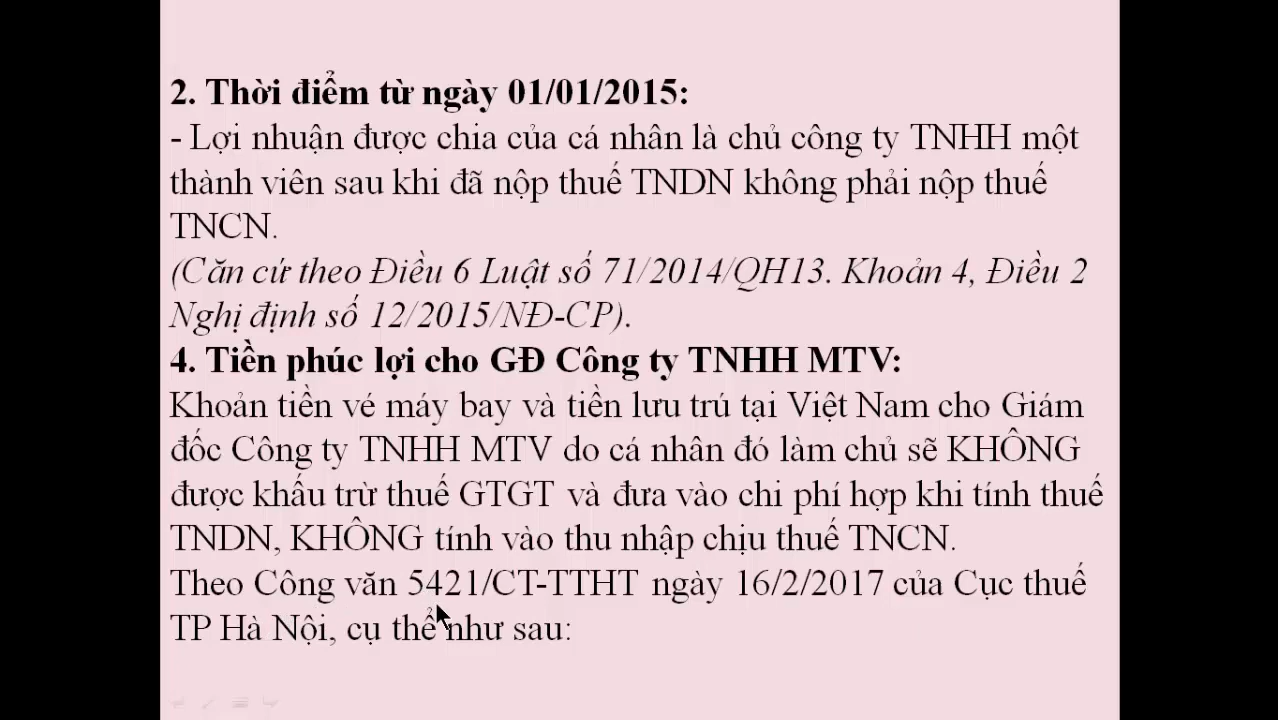 2. Thời điểm từ ngày 01/01/2015:
- Lợi nhuận được chia của cá nhân là chủ công ty TNHH một
thành viên sau khi đã nộp thuế TNDN không phải nộp thuế
TNCN.
(Căn cứ theo Điều 6 Luật số 71/2014/QH13. Khoản 4, Điều 2
Nghị định số 12/2015/NĐ-CP).
4. Tiền phúc lợi cho GĐ Công ty TNHH MTV:
Khoản tiền vé máy bay và tiền lưu trú tại Việt Nam cho Giám
đốc Công ty TNHH MTV do cá nhân đó làm chủ sẽ KHÔNG
được khấu trừ thuế GTGT và đưa vào chi phí hợp khi tính thuế
TNDN, KHÔNG tính vào thu nhập chịu thuế TNCN.
Theo Công văn 5421/CT-TTHT ngày 16/2/2017 của Cục thuế
TP Hà Nội, cụ thể như sau: